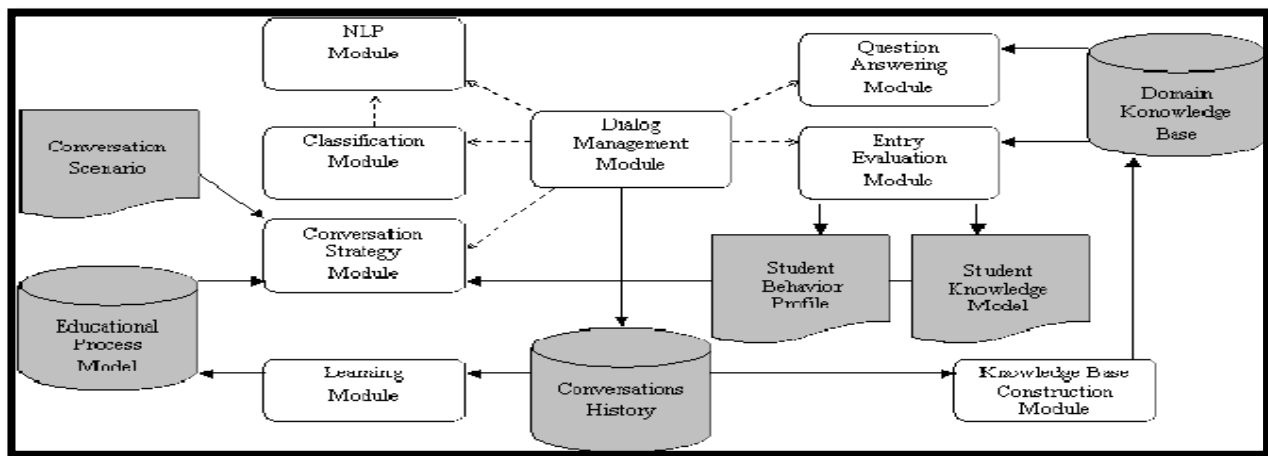 NLP
Module
Question
Answering
Module
Domain
Konowledge
Base
Conversation
Scenario
Classification
Module
Dialog
Management
Module
Entry
Evaluation
Module
Conversation
Strategy
Module
Student
Behavior
Profile
Student
Knowledge
Model
Educational
Process
Model
Learning
Module
Conversations
History
Knowledge Base
Construction
Module